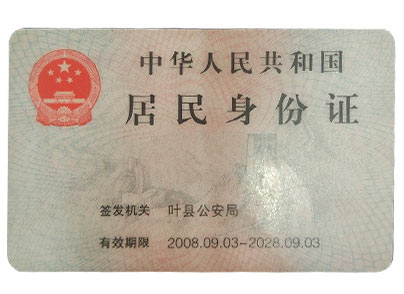 中华人民共和国
居民身份证
签发机关 叶县公安局
有效期限 2008.09.03-2028.09.03